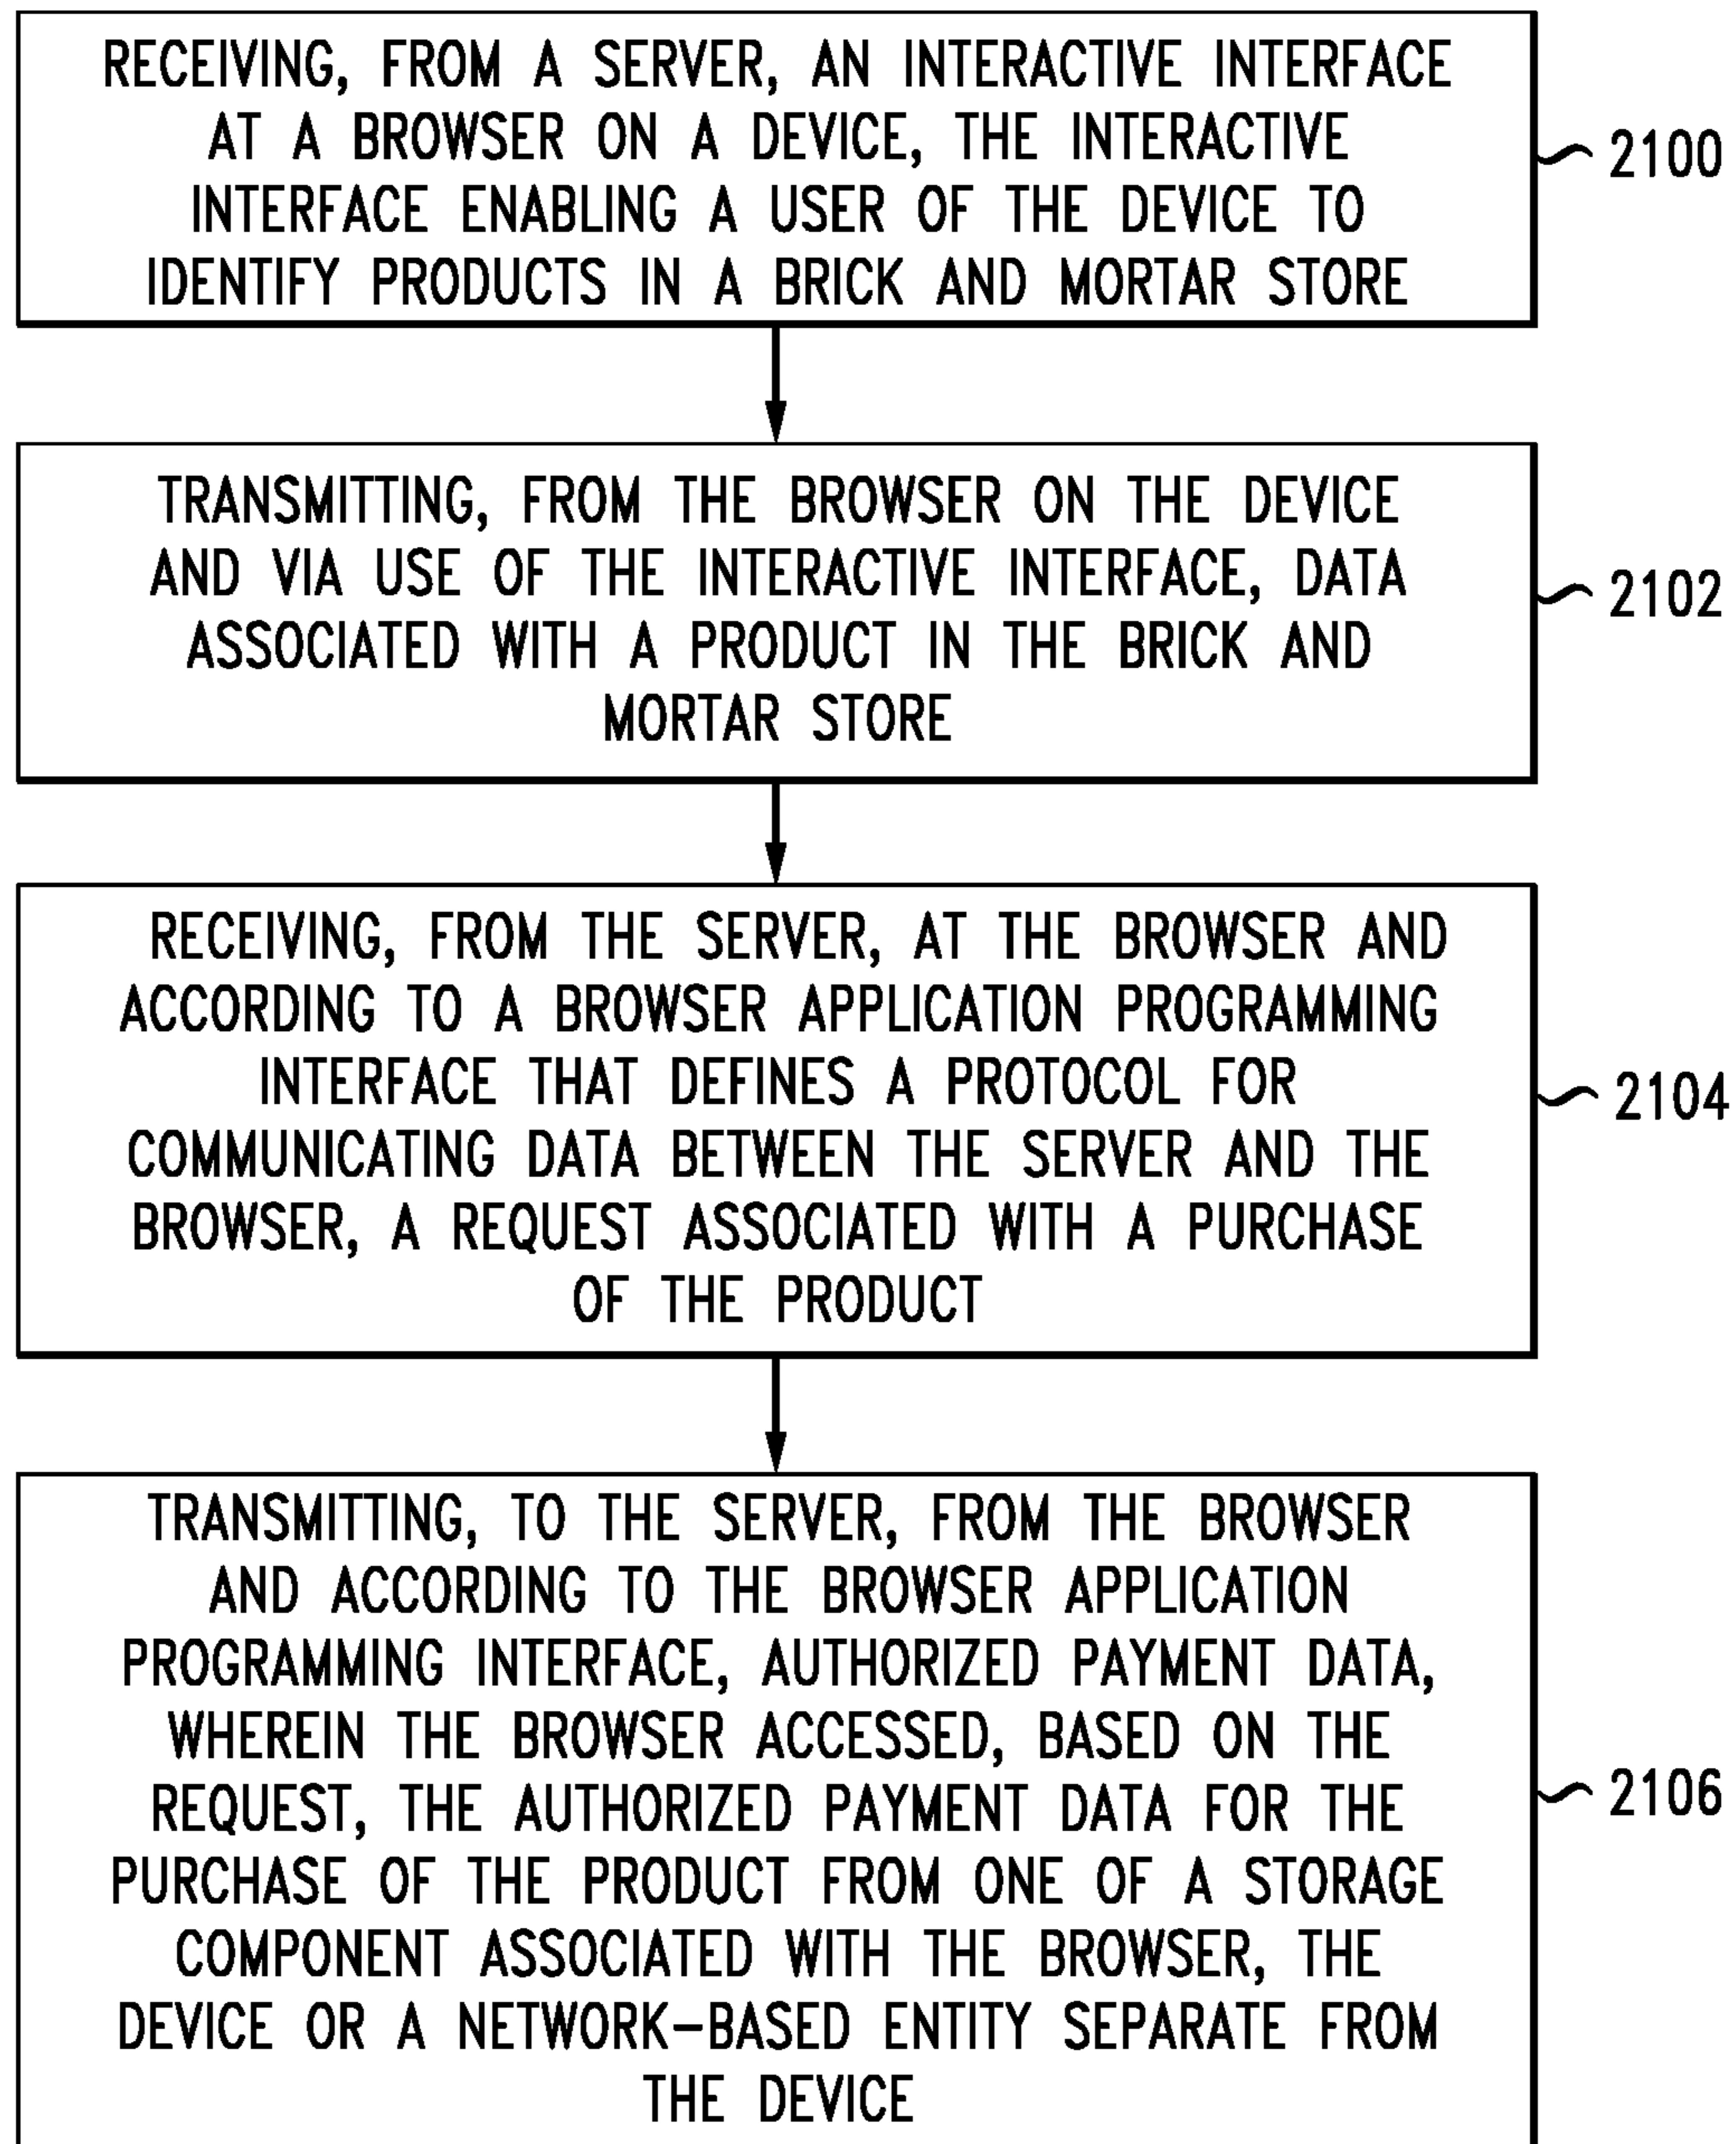 RECEIVING, FROM A SERVER, AN INTERACTIVE INTERFACE
AT A BROWSER ON A DEVICE, THE INTERACTIVE
INTERFACE ENABLING A USER OF THE DEVICE TO
IDENTIFY PRODUCTS IN A BRICK AND MORTAR STORE
2100
TRANSMITTING, FROM THE BROWSER ON THE DEVICE
AND VIA USE OF THE INTERACTIVE INTERFACE, DATA
ASSOCIATED WITH A PRODUCT IN THE BRICK AND
MORTAR STORE
2102
RECEIVING, FROM THE SERVER, AT THE BROWSER AND
ACCORDING TO A BROWSER APPLICATION PROGRAMMING
INTERFACE THAT DEFINES A PROTOCOL FOR
COMMUNICATING DATA BETWEEN THE SERVER AND THE
BROWSER, A REQUEST ASSOCIATED WITH A PURCHASE
OF THE PRODUCT
2104
TRANSMITTING, TO THE SERVER, FROM THE BROWSER
AND ACCORDING TO THE BROWSER APPLICATION
PROGRAMMING INTERFACE, AUTHORIZED PAYMENT DATA,
WHEREIN THE BROWSER ACCESSED, BASED ON THE
REQUEST, THE AUTHORIZED PAYMENT DATA FOR THE
PURCHASE OF THE PRODUCT FROM ONE OF A STORAGE
COMPONENT ASSOCIATED WITH THE BROWSER, THE
DEVICE OR A NETWORK-BASED ENTITY SEPARATE FROM
THE DEVICE
2106